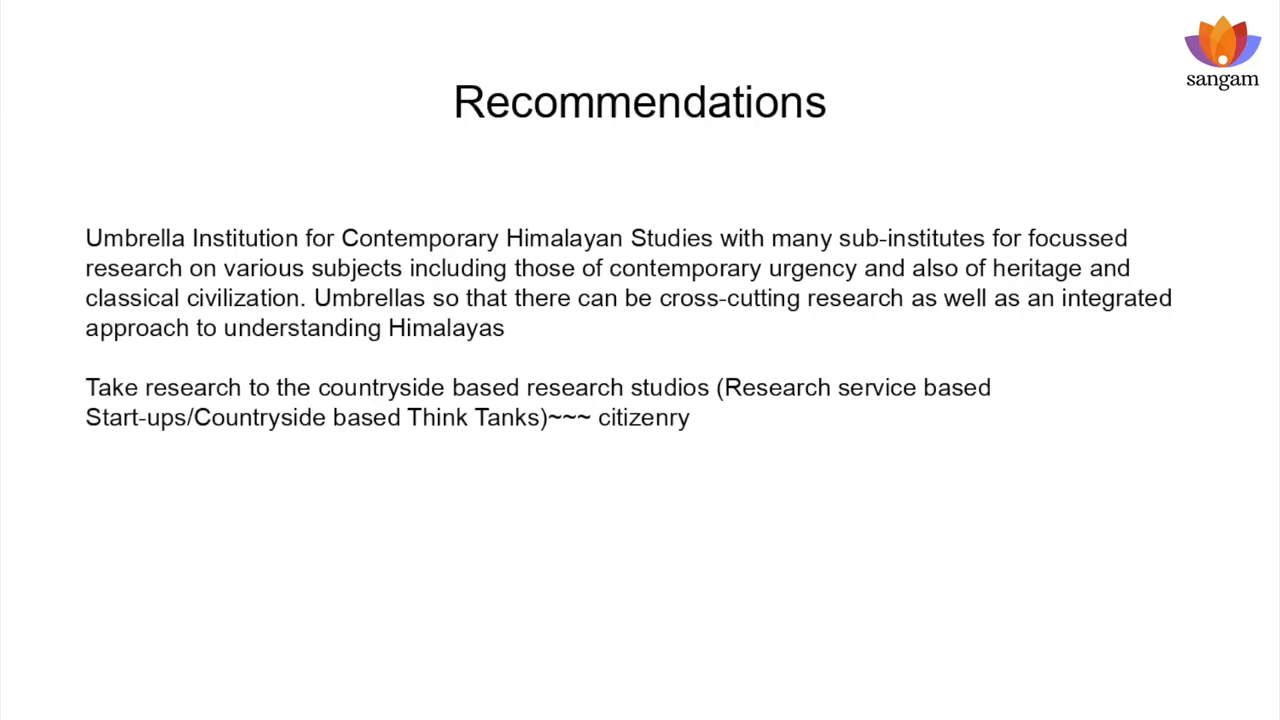 sangam
Recommendations
Umbrella Institution for Contemporary Himalayan Studies with many sub-institutes for focussed
research on various subjects including those of contemporary urgency and also of heritage and
classical civilization. Umbrellas so that there can be cross-cutting research as well as an integrated
approach to understanding Himalayas
Take research to the countryside based research studios (Research service based
Start-ups/Countryside based Think Tanks)~~~ citizenry